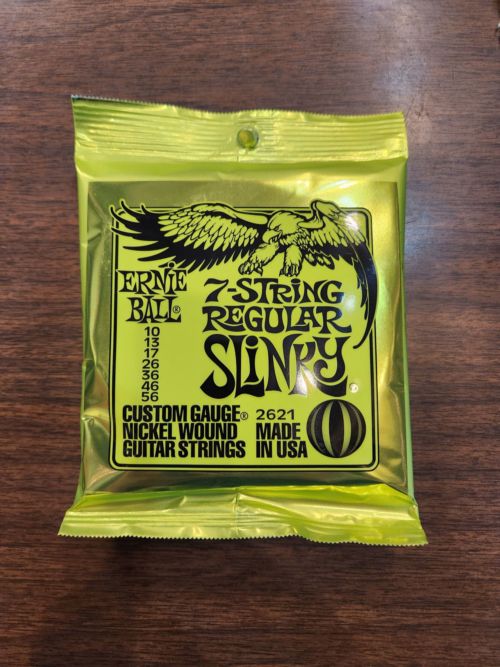 ERNIE
BALL®
10
13
17
26
36
46
56
7-STRING
REGULAR
SLINKY®
CUSTOM GAUGE®
NICKEL WOUND
GUITAR STRINGS
2621
MADE
IN USA